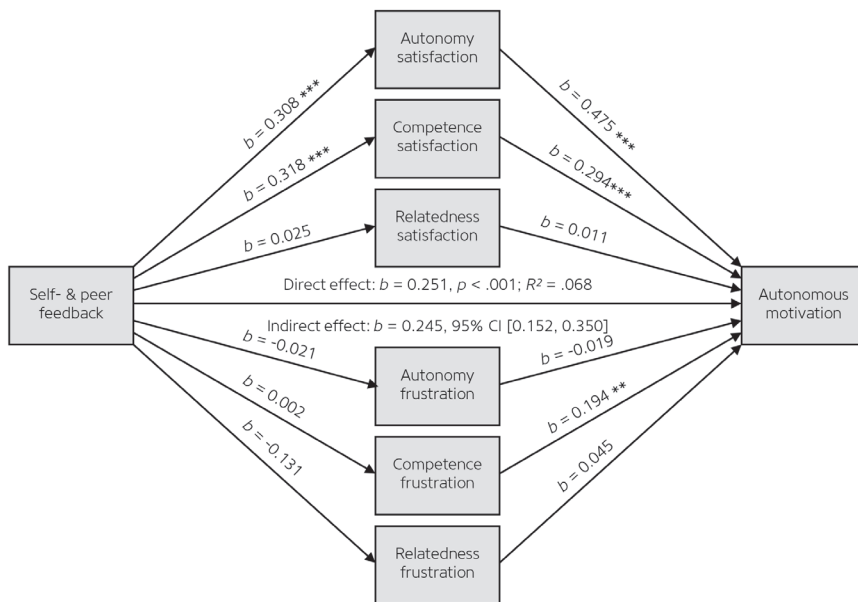 Autonomy
satisfaction
b = 0.308 ***
b = 0.475 ***
Competence
satisfaction
b = 0.318 ***
b = 0.294***
Relatedness
satisfaction
b = 0.025
b = 0.011
Self- & peer
feedback
Direct effect: b = 0.251, p < .001; R² = .068
Autonomous
motivation
Indirect effect: b = 0.245, 95% CI [0.152, 0.350]
b = -0.021
b = -0.019
Autonomy
frustration
b = 0.002
b = 0.194 **
Competence
frustration
b = -0.131
b = 0.045
Relatedness
frustration